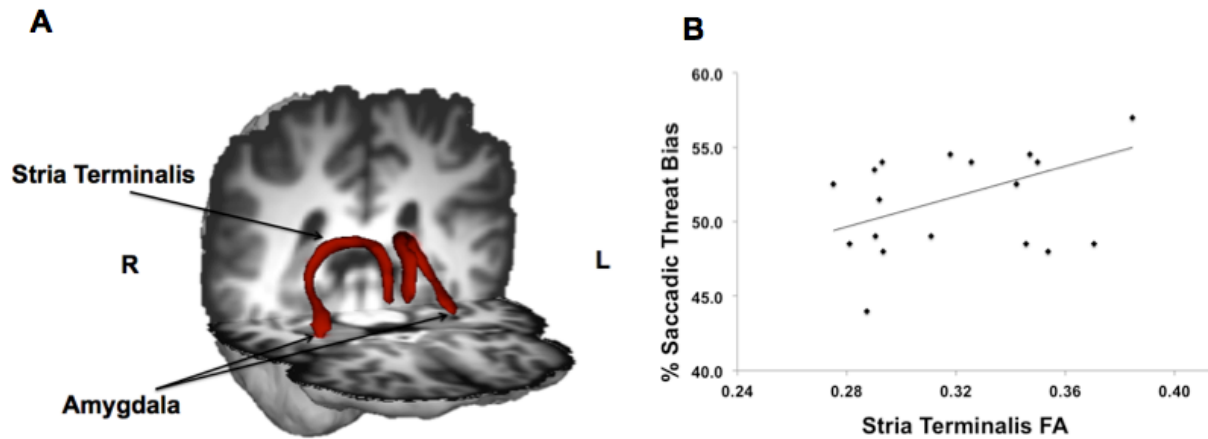 A
Stria Terminalis
R
L
Amygdala
B
% Saccadic Threat Bias
60.0
55.0
50.0
45.0
40.0
0.24
0.28
0.32
0.36
0.40
Stria Terminalis FA